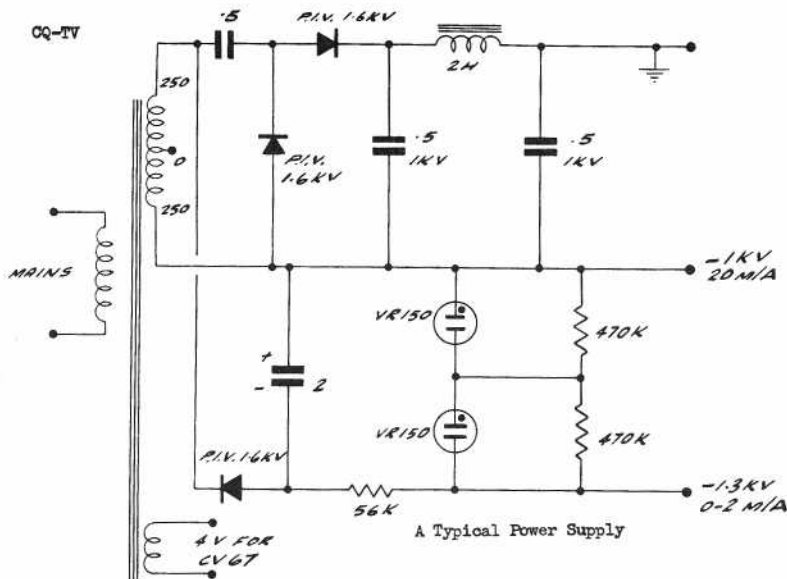 CQ-TV
.5
P.I.V. 1.6KV
2H
250
0
250
P.I.V.
1.6KV
.5
1KV
.5
1KV
MAINS
-1KV
20 M/A
VR150
470K
+
-
2
VR150
470K
P.I.V. 1.6KV
56K
-1.3KV
0-2 M/A
4V FOR
CV67
A Typical Power Supply